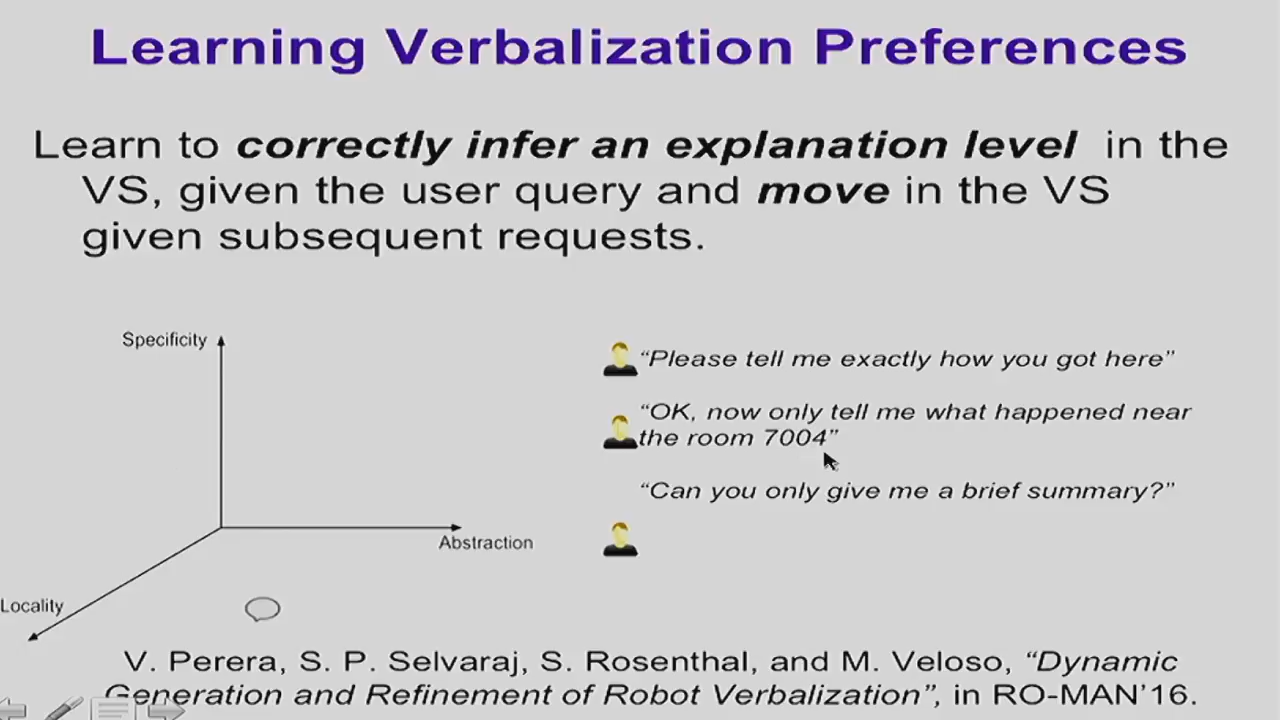 Learning Verbalization Preferences
Learn to correctly infer an explanation level in the
VS, given the user query and move in the VS
given subsequent requests.
Specificity
Abstraction
Locality
“Please tell me exactly how you got here”
“OK, now only tell me what happened near
the room 7004”
“Can you only give me a brief summary?”
V. Perera, S. P. Selvaraj, S. Rosenthal, and M. Veloso, “Dynamic
Generation and Refinement of Robot Verbalization”, in RO-MAN’16.